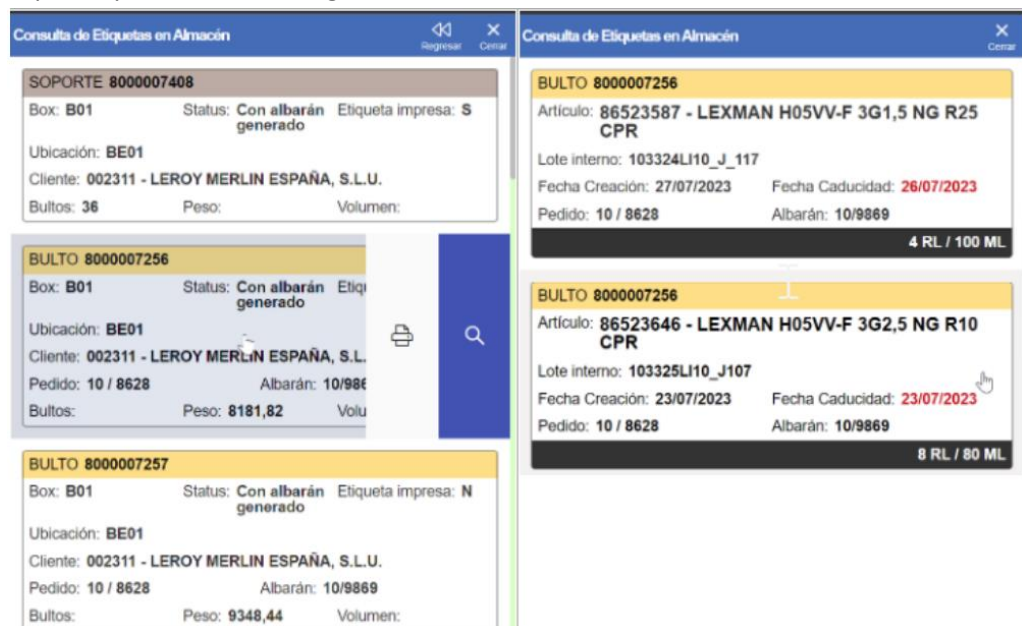 Consulta de Etiquetas en Almacén
Regresar
Cerrar
SOPORTE 8000007408
Box: B01 Status: Con albarán generado Etiqueta impresa: S
Ubicación: BE01
Cliente: 002311 - LEROY MERLIN ESPAÑA, S.L.U.
Bultos: 36 Peso: Volumen:
BULTO 8000007256
Box: B01 Status: Con albarán generado
Ubicación: BE01
Cliente: 002311 - LEROY MERLIN ESPAÑA, S.L.
Pedido: 10 / 8628 Albarán: 10/986
Bultos: Peso: 8181,82 Volu
BULTO 8000007257
Box: B01 Status: Con albarán generado Etiqueta impresa: N
Ubicación: BE01
Cliente: 002311 - LEROY MERLIN ESPAÑA, S.L.U.
Pedido: 10 / 8628 Albarán: 10/9869
Bultos: Peso: 9348,44 Volumen:
Consulta de Etiquetas en Almacén
Cerrar
BULTO 8000007256
Artículo: 86523587 - LEXMAN H05VV-F 3G1,5 NG R25
CPR
Lote interno: 103324LI10_J_117
Fecha Creación: 27/07/2023 Fecha Caducidad: 26/07/2023
Pedido: 10 / 8628 Albarán: 10/9869
4 RL / 100 ML
BULTO 8000007256
Artículo: 86523646 - LEXMAN H05VV-F 3G2,5 NG R10
CPR
Lote interno: 103325LI10_J107
Fecha Creación: 23/07/2023 Fecha Caducidad: 23/07/2023
Pedido: 10 / 8628 Albarán: 10/9869
8 RL / 80 ML